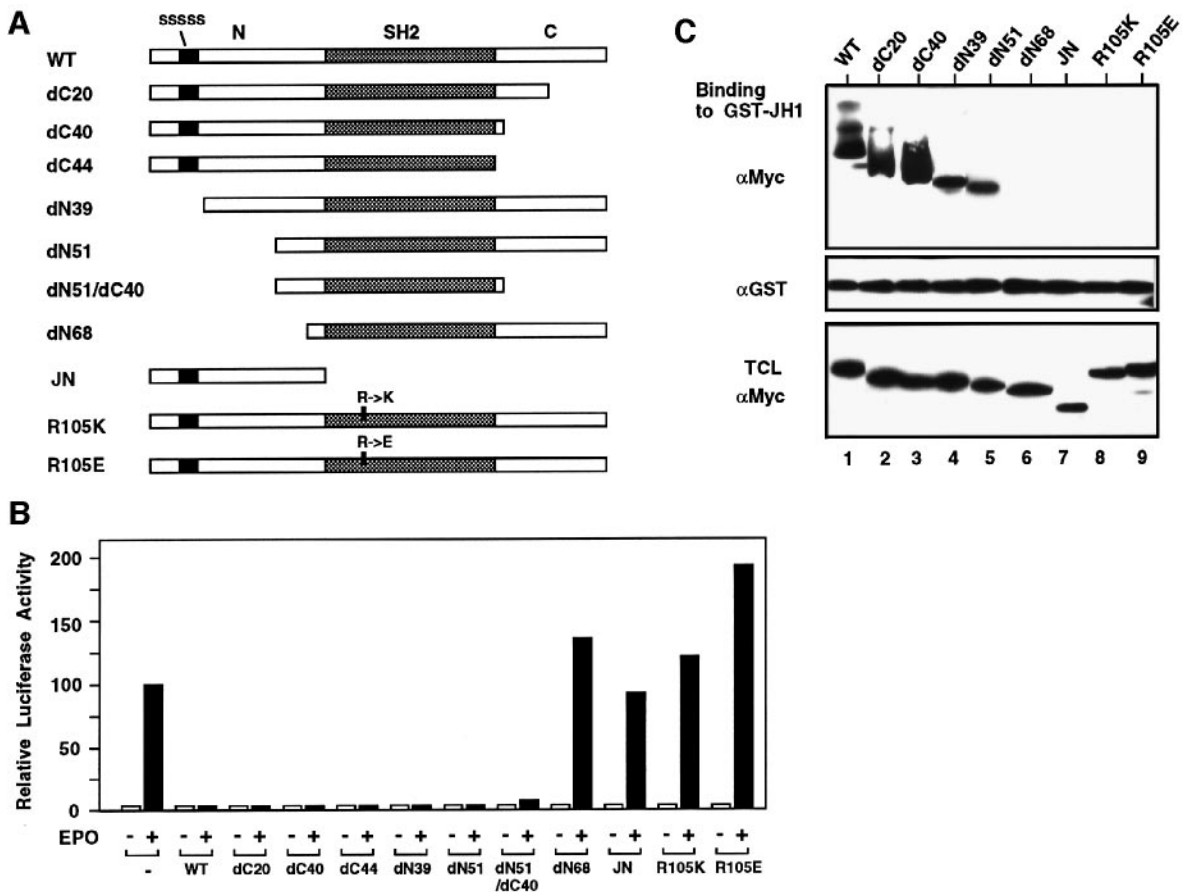 A
sssss
N SH2 C
WT
dC20
dC40
dC44
dN39
dN51
dN51/dC40
dN68
JN
R->K
R105K
R->E
R105E
B
Relative Luciferase Activity
200
150
100
50
0
EPO - + - + - + - + - + - + - + - + - + - + - + - +
- WT dC20 dC40 dC44 dN39 dN51 dN51 dN68 JN R105K R105E
/dC40
C
WT dC20 dC40 dN39 dN51 dN68 JN R105K R105E
Binding
to GST-JH1
αMyc
αGST
TCL
αMyc
1 2 3 4 5 6 7 8 9